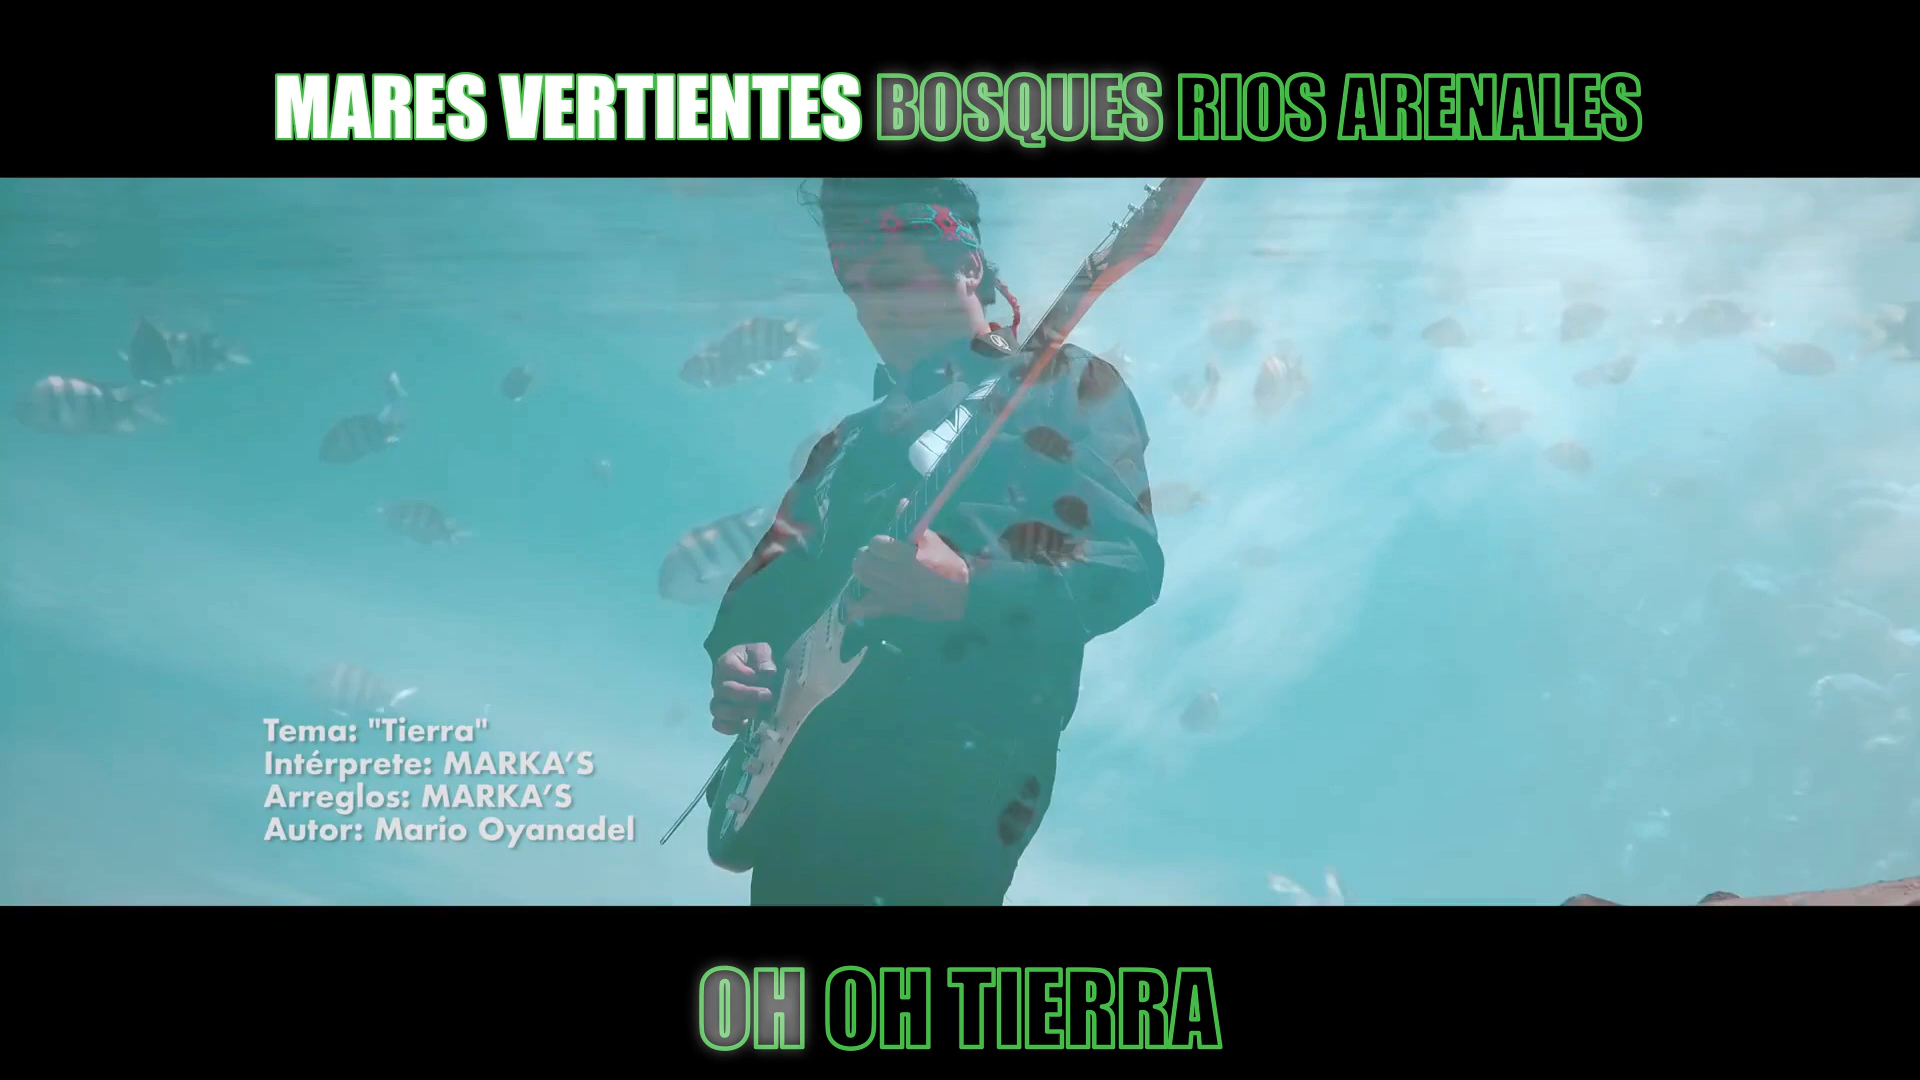 MARES VERTIENTES BOSQUES RIOS ARENALES
Tema: "Tierra"
Intérprete: MARKA’S
Arreglos: MARKA’S
Autor: Mario Oyanadel
OH OH TIERRA